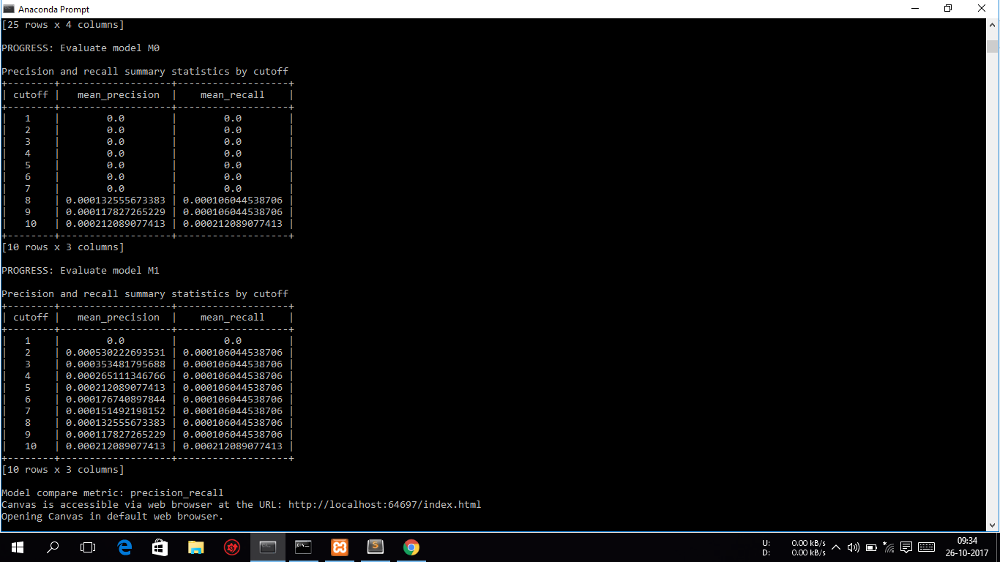 Anaconda Prompt
[25 rows x 4 columns]
PROGRESS: Evaluate model M0
Precision and recall summary statistics by cutoff
+--------+-------------------+-------------------+
| cutoff |   mean_precision  |    mean_recall    |
+--------+-------------------+-------------------+
|   1    |        0.0        |        0.0        |
|   2    |        0.0        |        0.0        |
|   3    |        0.0        |        0.0        |
|   4    |        0.0        |        0.0        |
|   5    |        0.0        |        0.0        |
|   6    |        0.0        |        0.0        |
|   7    |        0.0        |        0.0        |
|   8    | 0.000132555673383 | 0.000106044538706 |
|   9    | 0.000117827265229 | 0.000106044538706 |
|   10   | 0.000212089077413 | 0.000212089077413 |
+--------+-------------------+-------------------+
[10 rows x 3 columns]
PROGRESS: Evaluate model M1
Precision and recall summary statistics by cutoff
+--------+-------------------+-------------------+
| cutoff |   mean_precision  |    mean_recall    |
+--------+-------------------+-------------------+
|   1    |        0.0        |        0.0        |
|   2    | 0.000530222693531 | 0.000106044538706 |
|   3    | 0.000353481795688 | 0.000106044538706 |
|   4    | 0.000265111346766 | 0.000106044538706 |
|   5    | 0.000212089077413 | 0.000106044538706 |
|   6    | 0.000176740897844 | 0.000106044538706 |
|   7    | 0.000151492198152 | 0.000106044538706 |
|   8    | 0.000132555673383 | 0.000106044538706 |
|   9    | 0.000117827265229 | 0.000106044538706 |
|   10   | 0.000212089077413 | 0.000212089077413 |
+--------+-------------------+-------------------+
[10 rows x 3 columns]
Model compare metric: precision_recall
Canvas is accessible via web browser at the URL: http://localhost:64697/index.html
Opening Canvas in default web browser.
U: 0.00 kB/s
D: 0.00 kB/s
09:34
26-10-2017